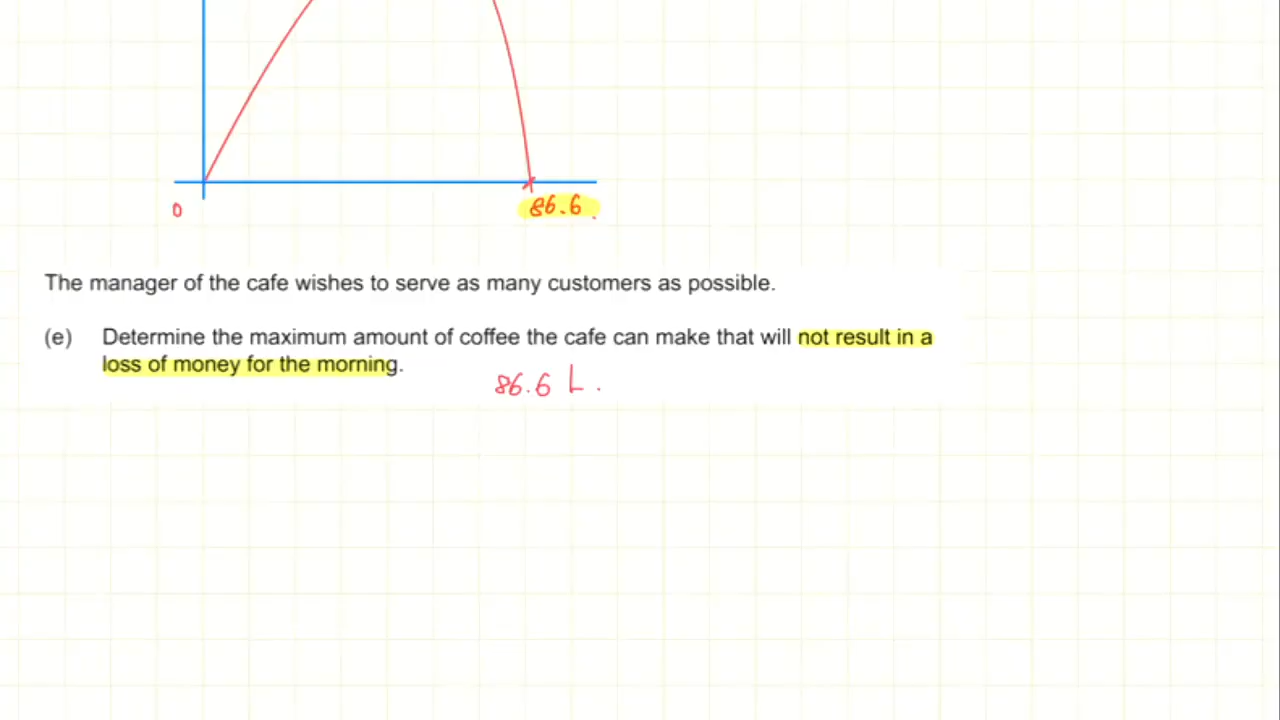 0
86.6
The manager of the cafe wishes to serve as many customers as possible.
(e) Determine the maximum amount of coffee the cafe can make that will not result in a
loss of money for the morning.
86.6 L.